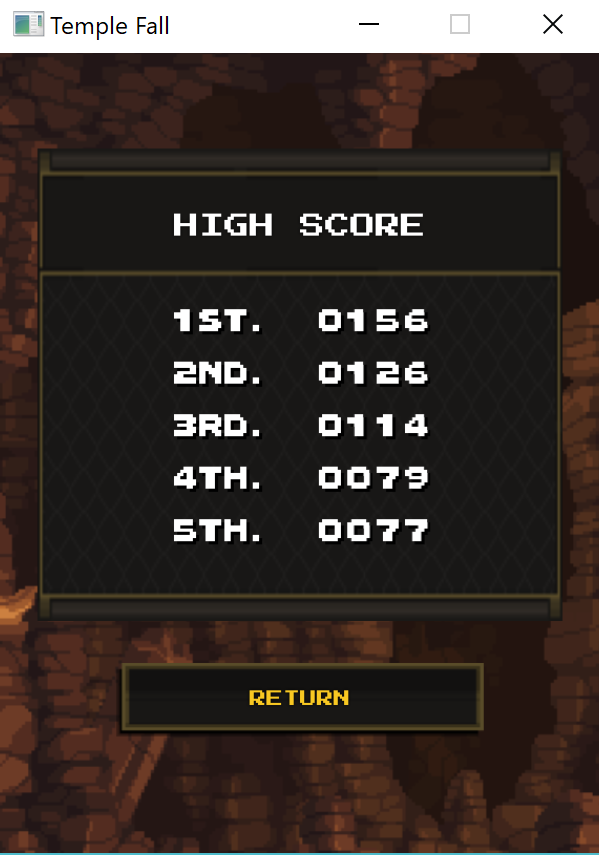 Temple Fall
HIGH SCORE
1ST. 0156
2ND. 0126
3RD. 0114
4TH. 0079
5TH. 0077
RETURN